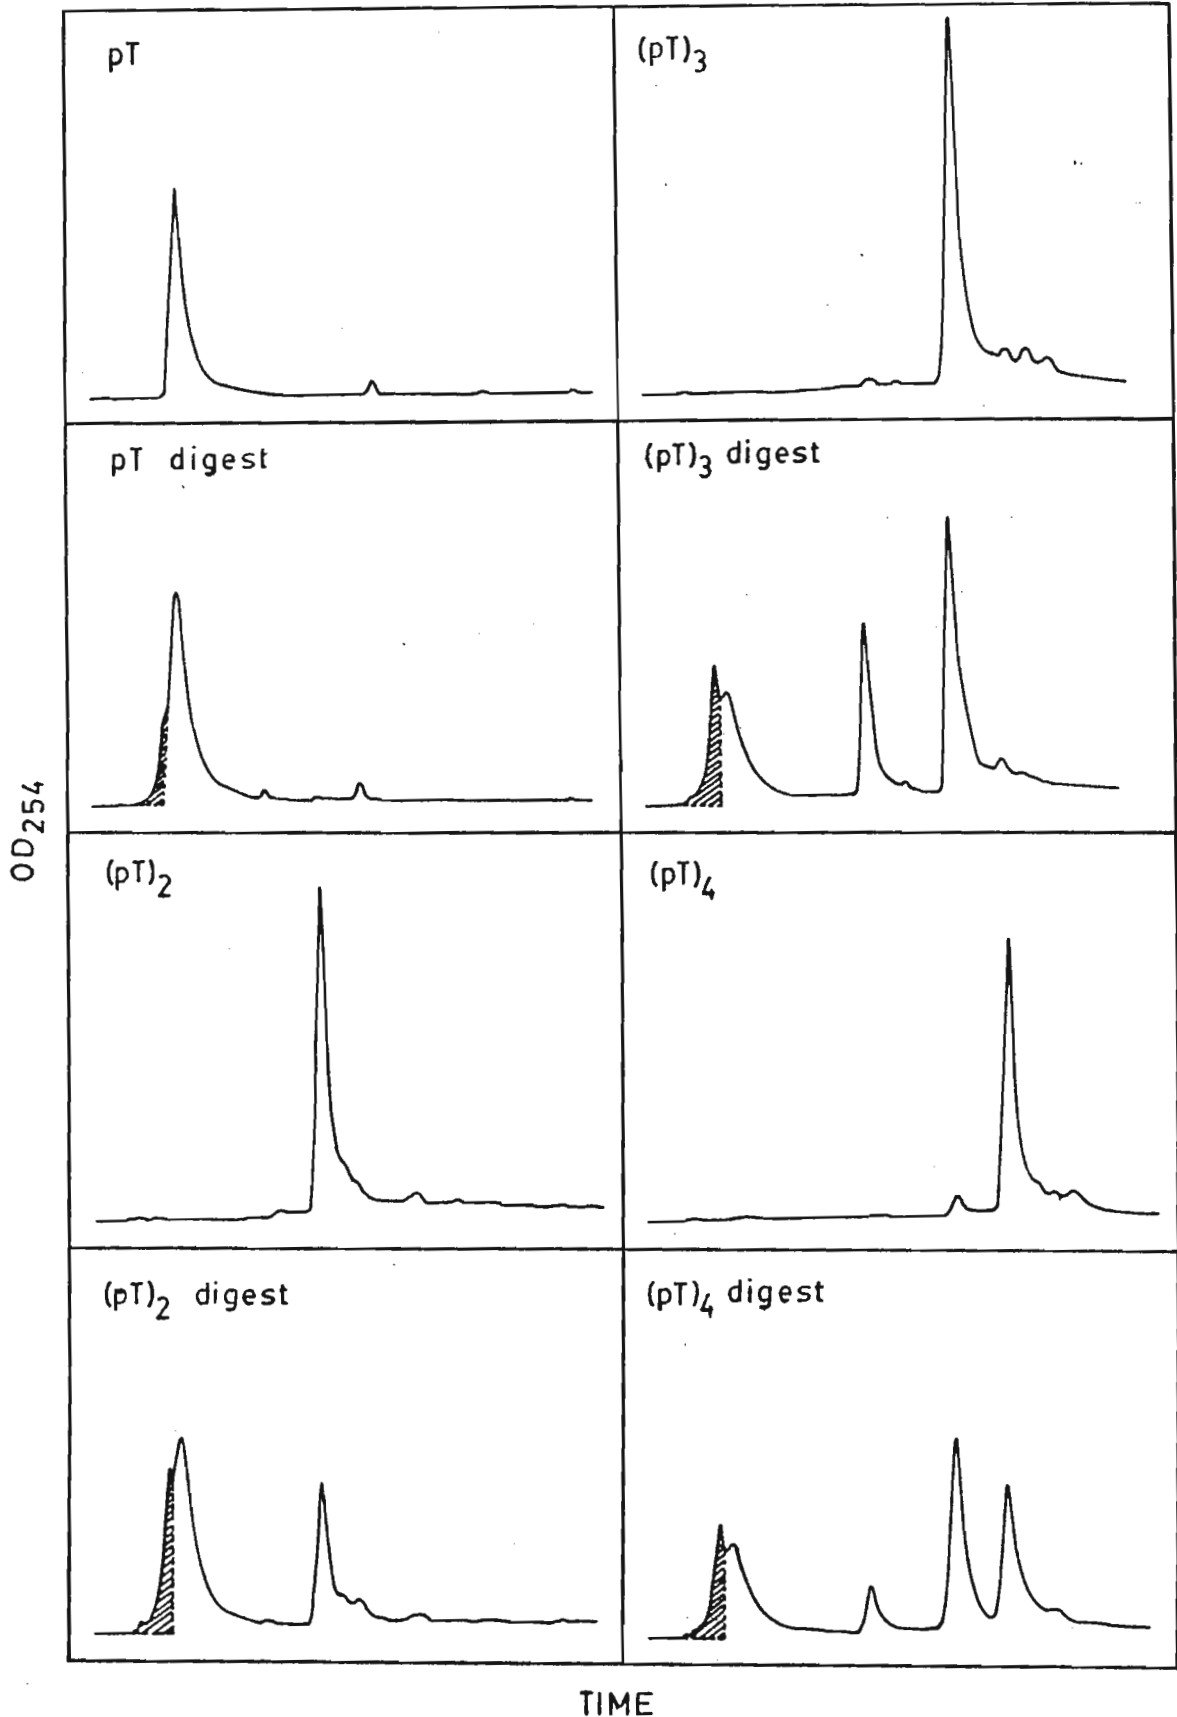 pT
(pT)3
pT digest
(pT)3 digest
(pT)2
(pT)4
(pT)2 digest
(pT)4 digest
OD254
TIME